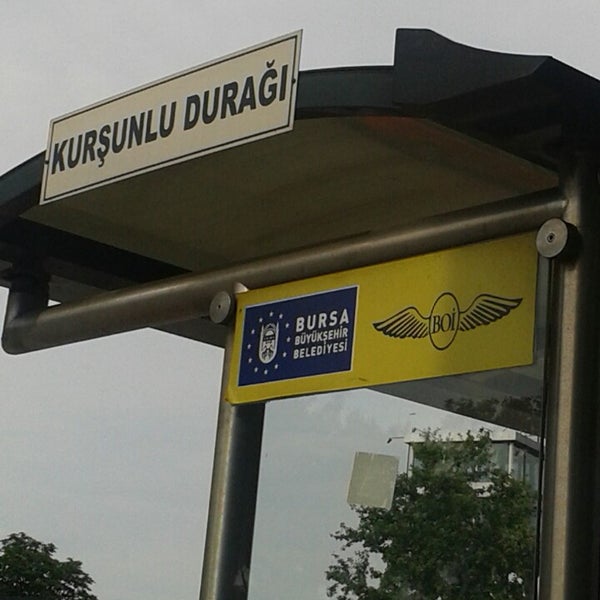 KURŞUNLU DURAĞI
BURSA
BÜYÜKŞEHİR
BELEDİYESİ
BOİ